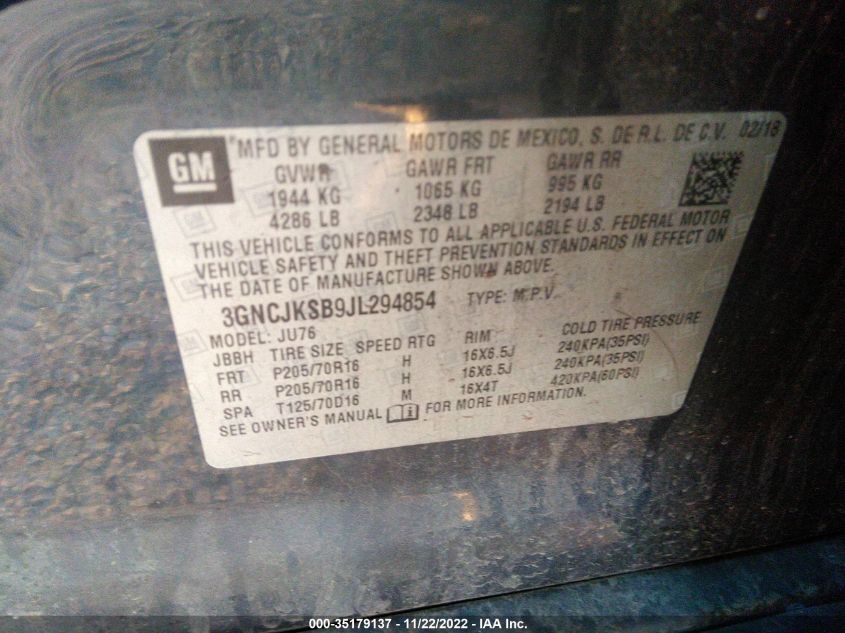 GM
*MFD BY GENERAL MOTORS DE MEXICO, S. DE R.L. DE C.V. 02/18
GVWR GAWR FRT GAWR RR
1944 KG 1065 KG 995 KG
4286 LB 2348 LB 2194 LB
THIS VEHICLE CONFORMS TO ALL APPLICABLE U.S. FEDERAL MOTOR
VEHICLE SAFETY AND THEFT PREVENTION STANDARDS IN EFFECT ON
THE DATE OF MANUFACTURE SHOWN ABOVE.
3GNCJKSB9JL294854 TYPE: M.P.V.
MODEL: JU76
JBBH TIRE SIZE SPEED RTG RIM COLD TIRE PRESSURE
FRT P205/70R16 H 16X6.5J 240KPA(35PSI)
RR P205/70R16 H 16X6.5J 240KPA(35PSI)
SPA T125/70D16 M 16X4T 420KPA(60PSI)
SEE OWNER'S MANUAL FOR MORE INFORMATION.
000-35179137 - 11/22/2022 - IAA Inc.